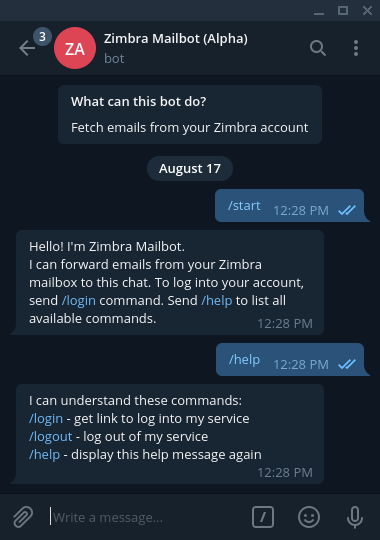 3
ZA
Zimbra Mailbot (Alpha)
bot
What can this bot do?
Fetch emails from your Zimbra account
August 17
/start 12:28 PM
Hello! I'm Zimbra Mailbot.
I can forward emails from your Zimbra
mailbox to this chat. To log into your account,
send /login command. Send /help to list all
available commands.
12:28 PM
/help 12:28 PM
I can understand these commands:
/login - get link to log into my service
/logout - log out of my service
/help - display this help message again
12:28 PM
Write a message...